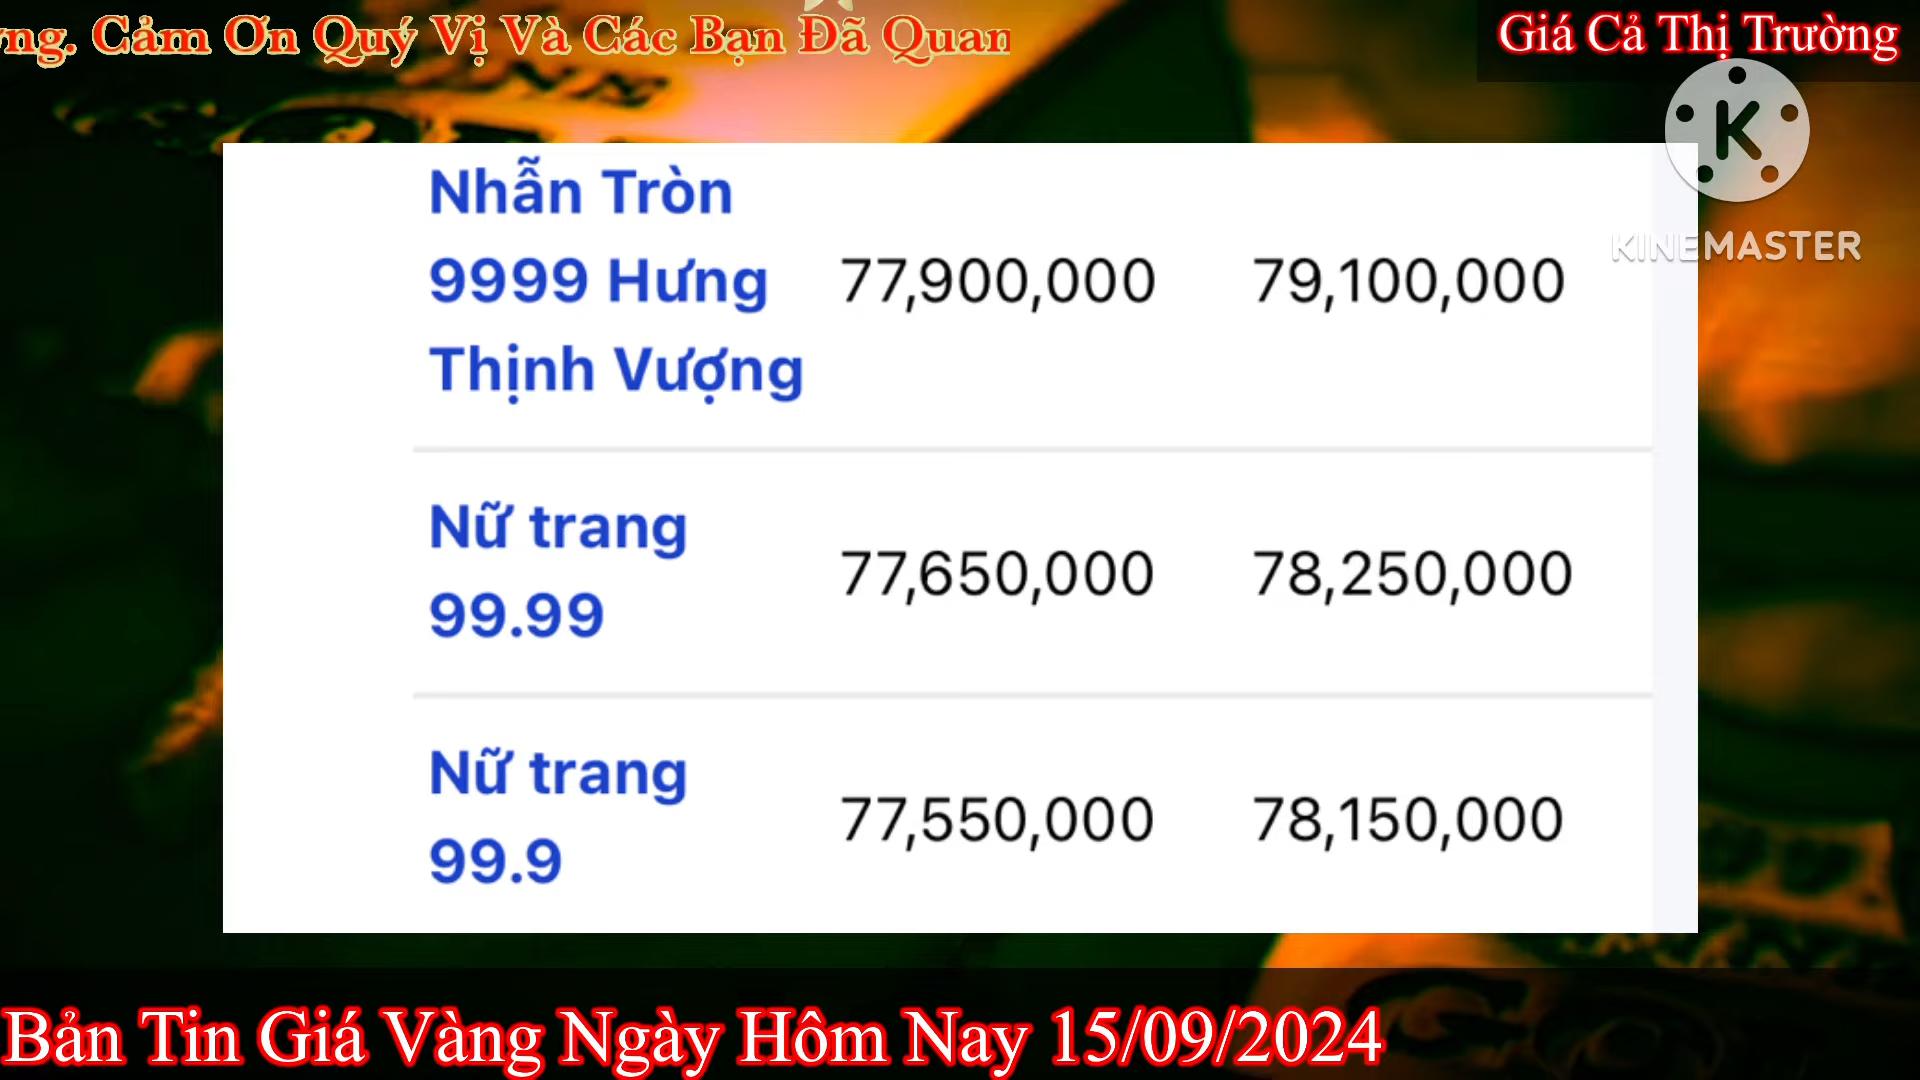 Cảm Ơn Quý Vị Và Các Bạn Đã Quan
Giá Cả Thị Trường
K
KINEMASTER
Nhẫn Tròn
9999 Hưng 77,900,000 79,100,000
Thịnh Vượng
Nữ trang
77,650,000 78,250,000
99.99
Nữ trang
77,550,000 78,150,000
99.9
Bản Tin Giá Vàng Ngày Hôm Nay 15/09/2024